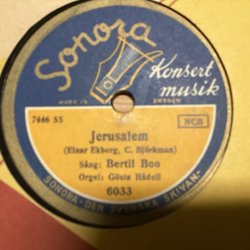 Sonora
Konsert
musik
MADE IN SWEDEN
7446 SS
NCB
Jerusalem
(Einar Ekberg, C. Björkman)
Sång: Bertil Boo
Orgel: Gösta Hådell
6033
SONORA - DEN SVENSKA SKIVAN